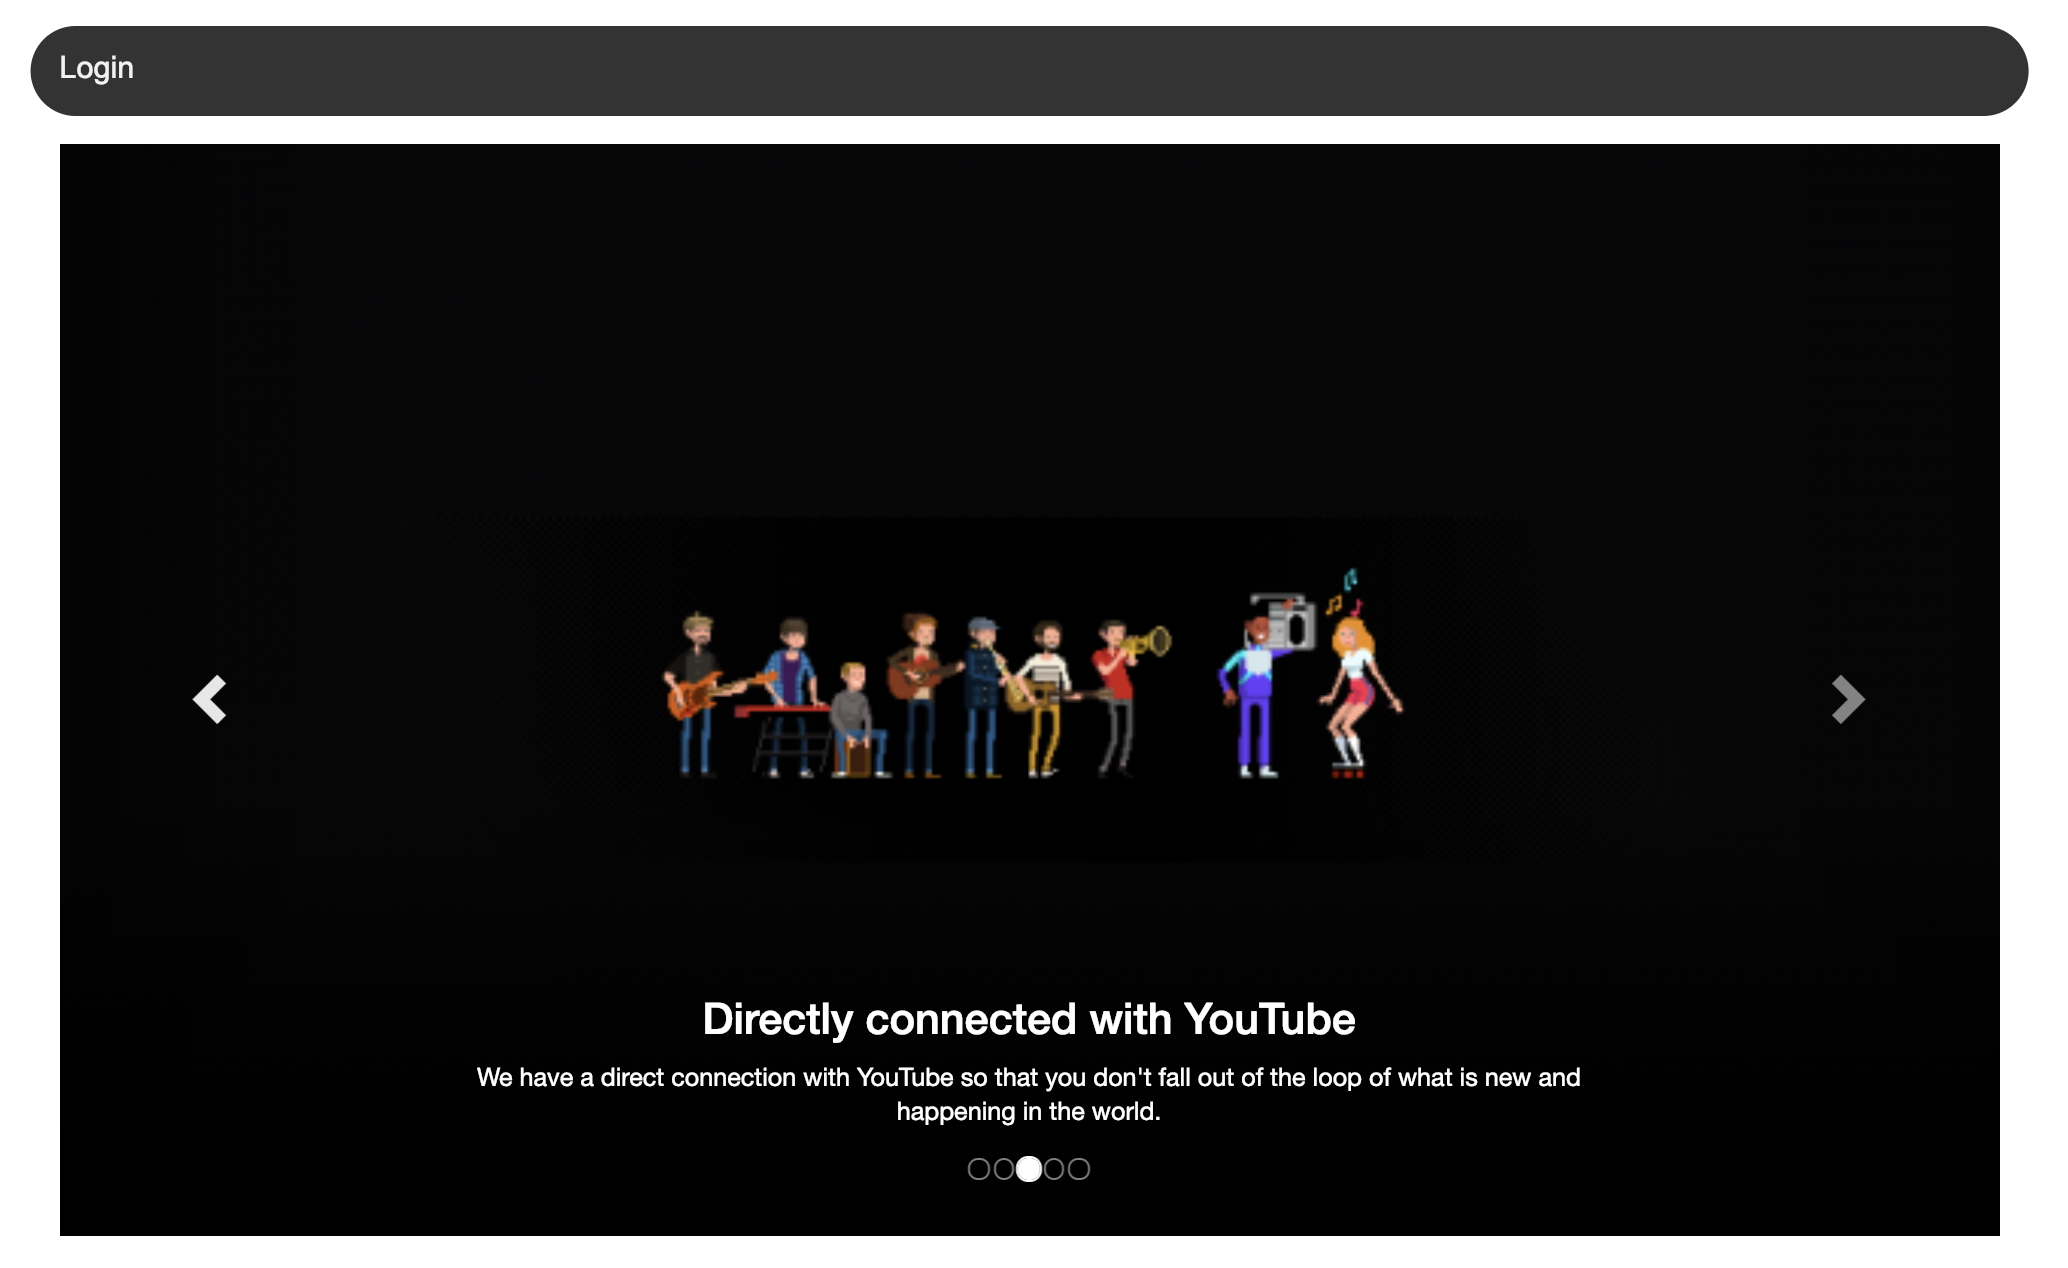 Login
Directly connected with YouTube
We have a direct connection with YouTube so that you don't fall out of the loop of what is new and
happening in the world.